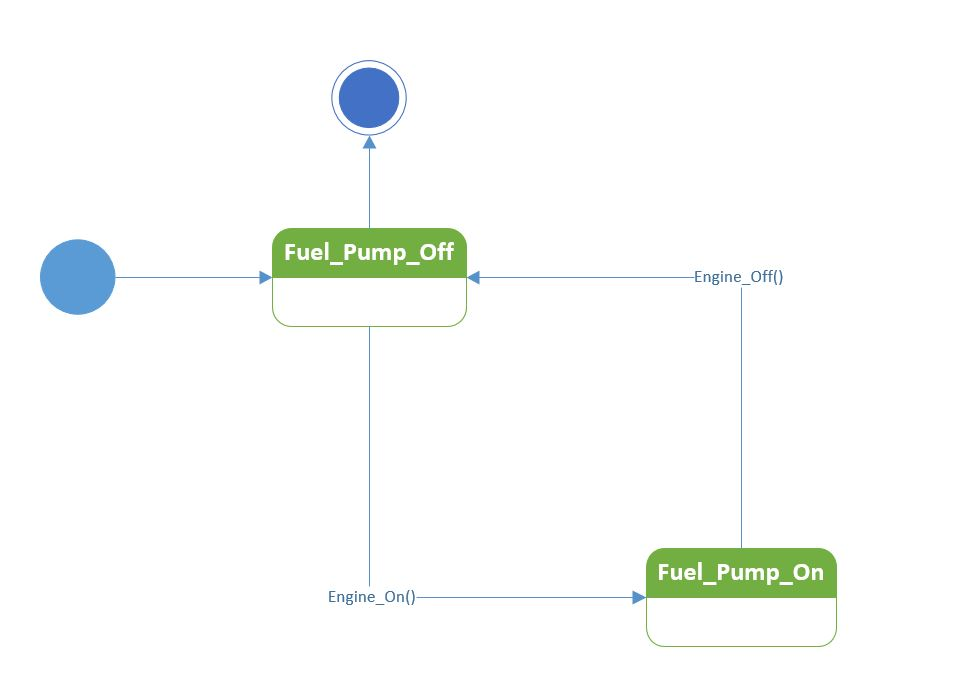 Fuel_Pump_Off
Engine_Off()
Fuel_Pump_On
Engine_On()